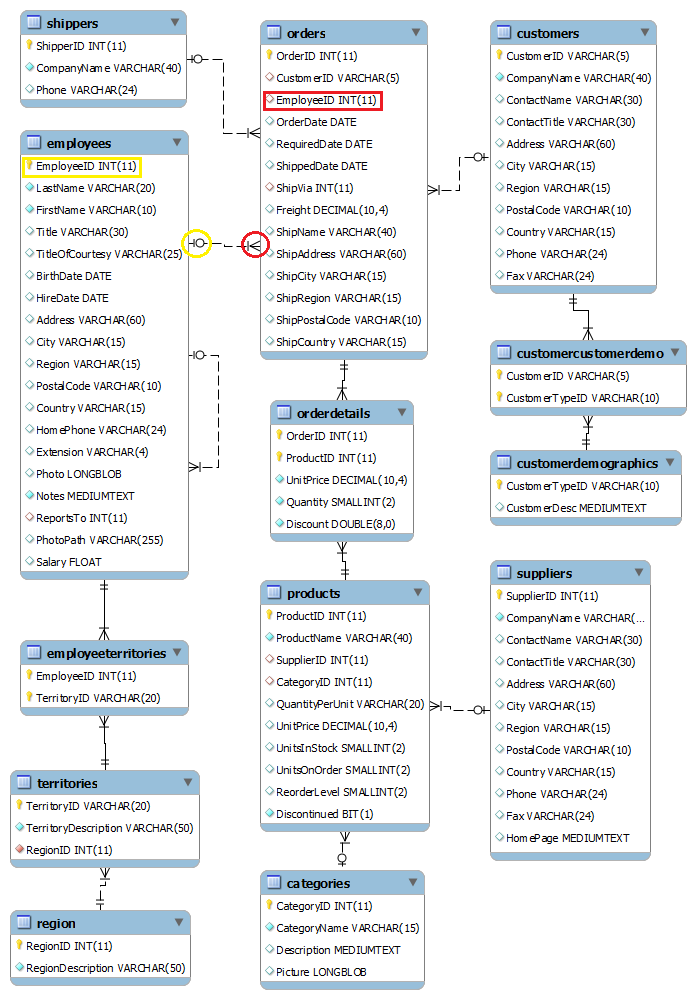 shippers
ShipperID INT(11)
CompanyName VARCHAR(40)
Phone VARCHAR(24)
employees
EmployeeID INT(11)
LastName VARCHAR(20)
FirstName VARCHAR(10)
Title VARCHAR(30)
TitleOfCourtesy VARCHAR(25)
BirthDate DATE
HireDate DATE
Address VARCHAR(60)
City VARCHAR(15)
Region VARCHAR(15)
PostalCode VARCHAR(10)
Country VARCHAR(15)
HomePhone VARCHAR(24)
Extension VARCHAR(4)
Photo LONGBLOB
Notes MEDIUMTEXT
ReportsTo INT(11)
PhotoPath VARCHAR(255)
Salary FLOAT
employeeterritories
EmployeeID INT(11)
TerritoryID VARCHAR(20)
territories
TerritoryID VARCHAR(20)
TerritoryDescription VARCHAR(50)
RegionID INT(11)
region
RegionID INT(11)
RegionDescription VARCHAR(50)
orders
OrderID INT(11)
CustomerID VARCHAR(5)
EmployeeID INT(11)
OrderDate DATE
RequiredDate DATE
ShippedDate DATE
ShipVia INT(11)
Freight DECIMAL(10,4)
ShipName VARCHAR(40)
ShipAddress VARCHAR(60)
ShipCity VARCHAR(15)
ShipRegion VARCHAR(15)
ShipPostalCode VARCHAR(10)
ShipCountry VARCHAR(15)
orderdetails
OrderID INT(11)
ProductID INT(11)
UnitPrice DECIMAL(10,4)
Quantity SMALLINT(2)
Discount DOUBLE(8,0)
products
ProductID INT(11)
ProductName VARCHAR(40)
SupplierID INT(11)
CategoryID INT(11)
QuantityPerUnit VARCHAR(20)
UnitPrice DECIMAL(10,4)
UnitsInStock SMALLINT(2)
UnitsOnOrder SMALLINT(2)
ReorderLevel SMALLINT(2)
Discontinued BIT(1)
categories
CategoryID INT(11)
CategoryName VARCHAR(15)
Description MEDIUMTEXT
Picture LONGBLOB
customers
CustomerID VARCHAR(5)
CompanyName VARCHAR(40)
ContactName VARCHAR(30)
ContactTitle VARCHAR(30)
Address VARCHAR(60)
City VARCHAR(15)
Region VARCHAR(15)
PostalCode VARCHAR(10)
Country VARCHAR(15)
Phone VARCHAR(24)
Fax VARCHAR(24)
customercustomerdemo
CustomerID VARCHAR(5)
CustomerTypeID VARCHAR(10)
customerdemographics
CustomerTypeID VARCHAR(10)
CustomerDesc MEDIUMTEXT
suppliers
SupplierID INT(11)
CompanyName VARCHAR(...
ContactName VARCHAR(30)
ContactTitle VARCHAR(30)
Address VARCHAR(60)
City VARCHAR(15)
Region VARCHAR(15)
PostalCode VARCHAR(10)
Country VARCHAR(15)
Phone VARCHAR(24)
Fax VARCHAR(24)
HomePage MEDIUMTEXT